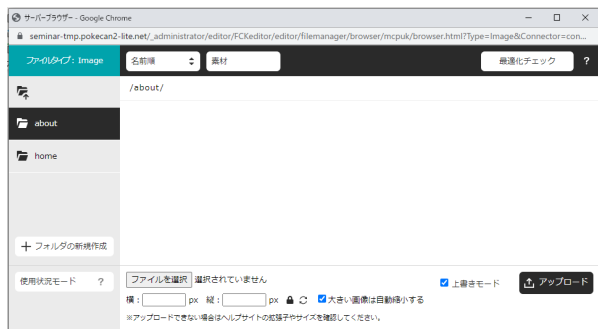 サーバーブラウザー - Google Chrome
seminar-tmp.pokecan2-lite.net/_administrator/editor/FCKeditor/editor/filemanager/browser/mcpuk/browser.html?Type=Image&Connector=con...
ファイルタイプ: Image
名前順
素材
最適化チェック
?
/about/
about
home
フォルダの新規作成
使用状況モード ?
ファイルを選択 選択されていません
上書きモード
アップロード
横: px 縦: px 大きい画像は自動縮小する
※アップロードできない場合はヘルプサイトの拡張子やサイズを確認してください。